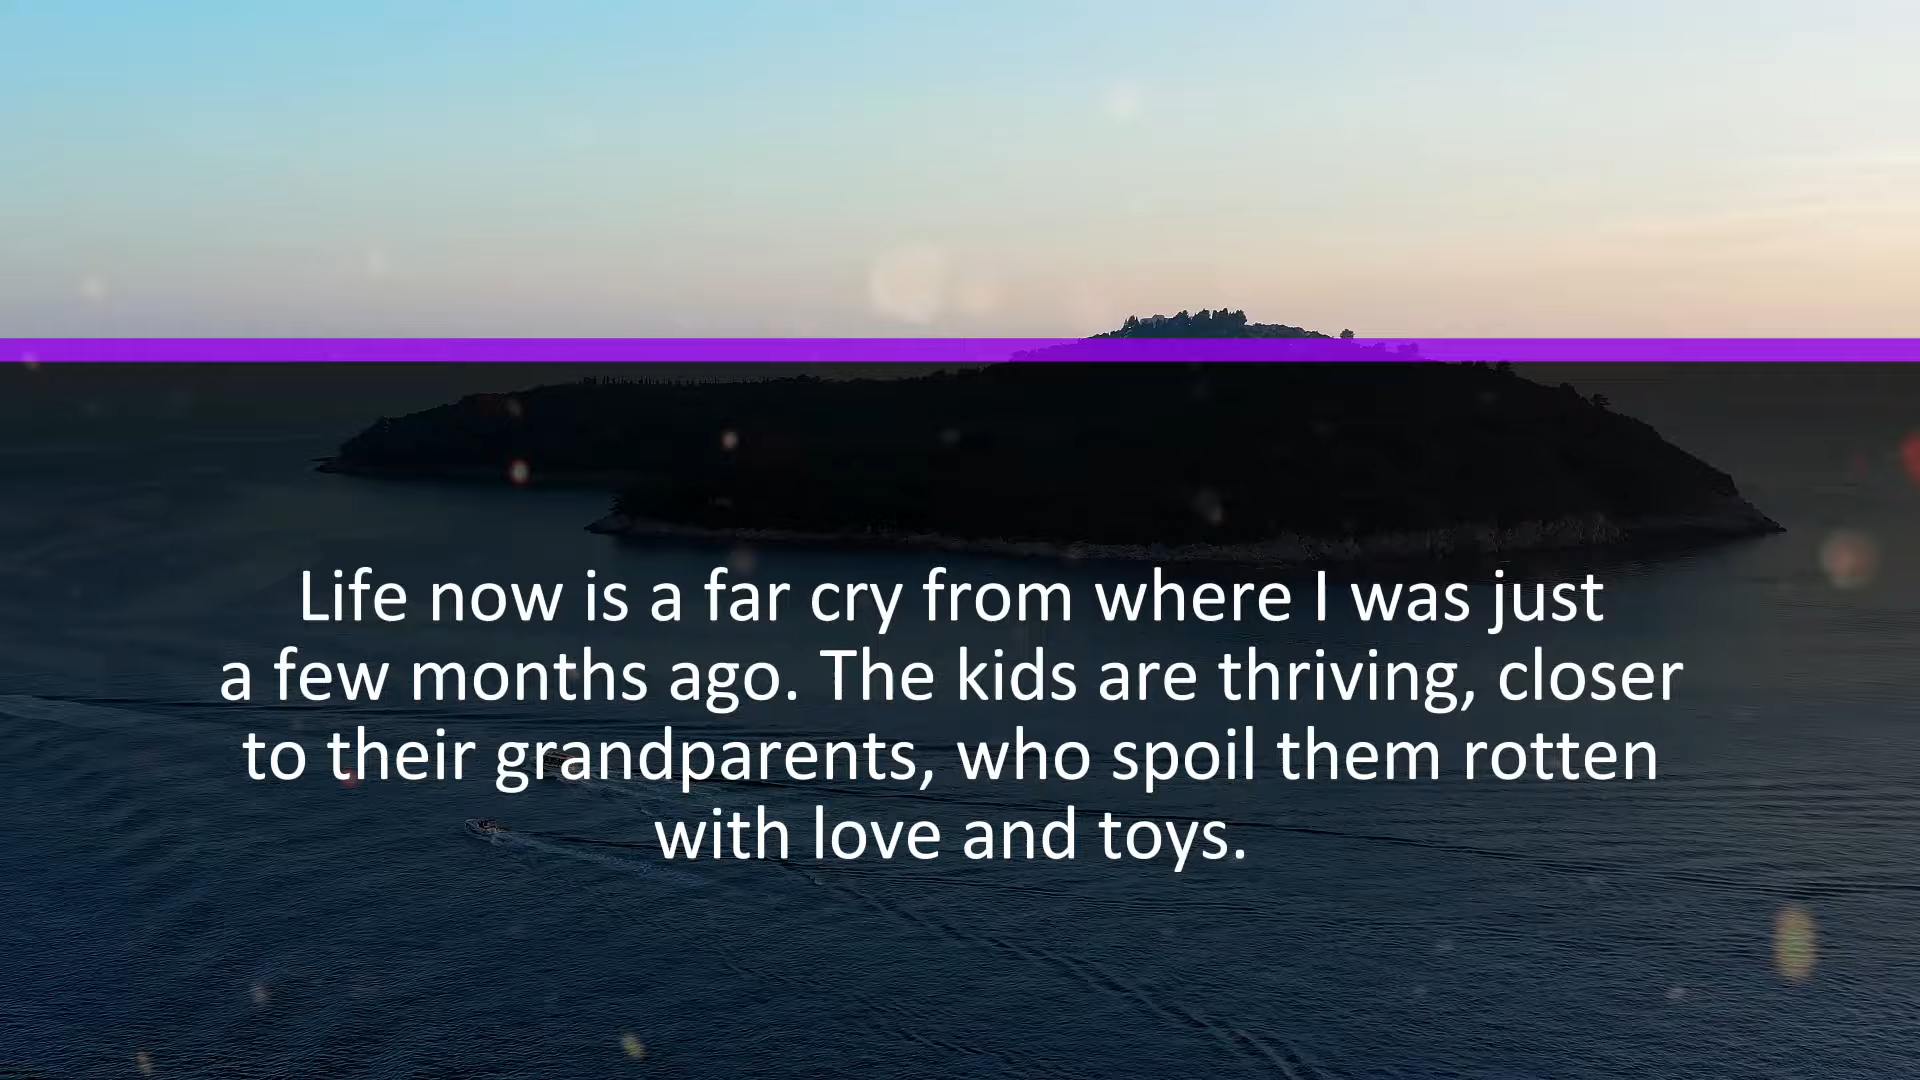 Life now is a far cry from where I was just
a few months ago. The kids are thriving, closer
to their grandparents, who spoil them rotten
with love and toys.